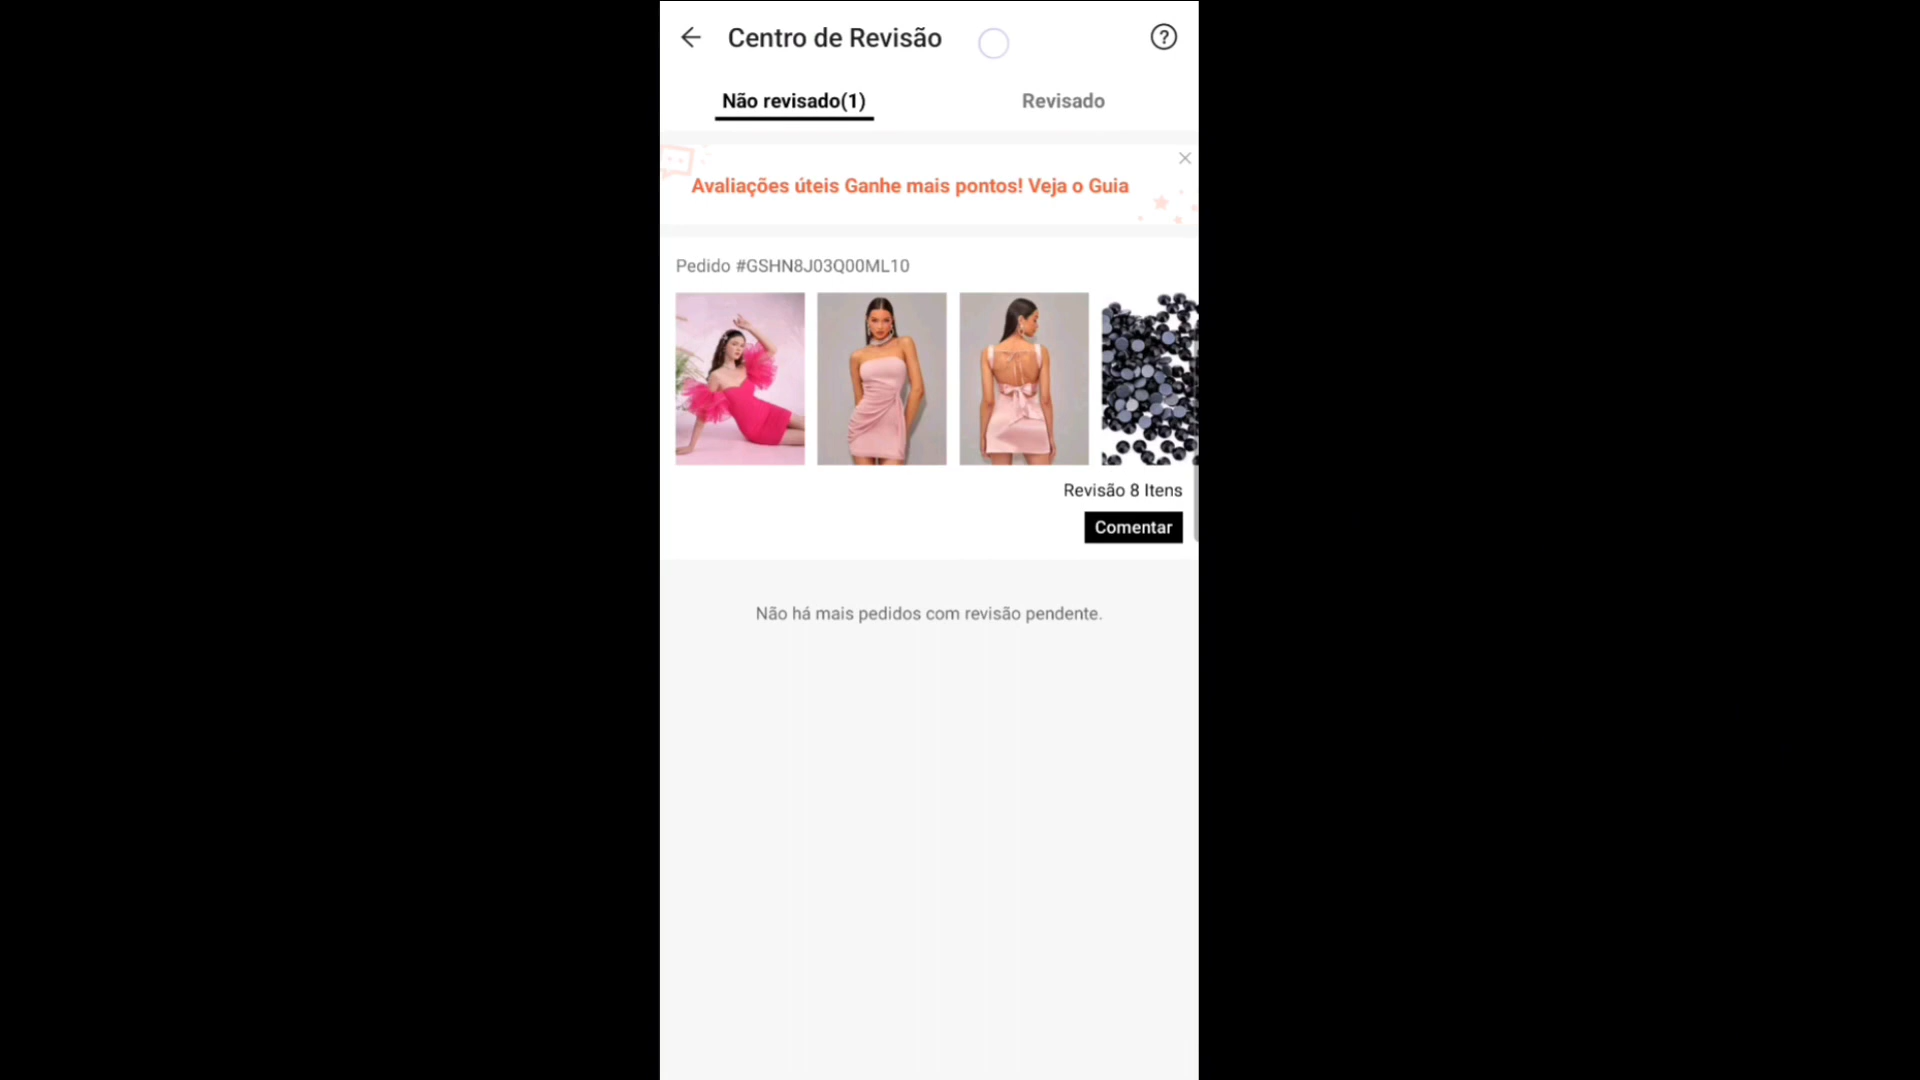 Centro de Revisão
Não revisado(1)
Revisado
Avaliações úteis Ganhe mais pontos! Veja o Guia
Pedido #GSHN8J03Q00ML10
Revisão 8 Itens
Comentar
Não há mais pedidos com revisão pendente.